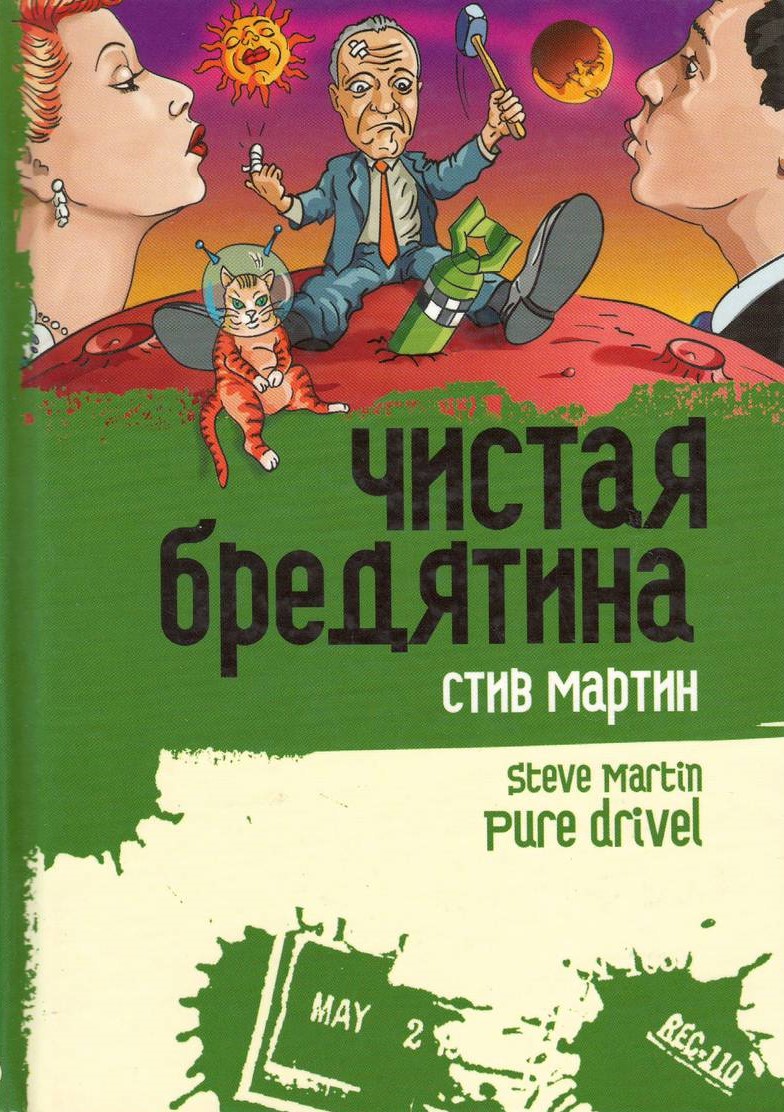 чистая
бредятина
стив мартин
steve martin
pure drivel
MAY 2
REC-110